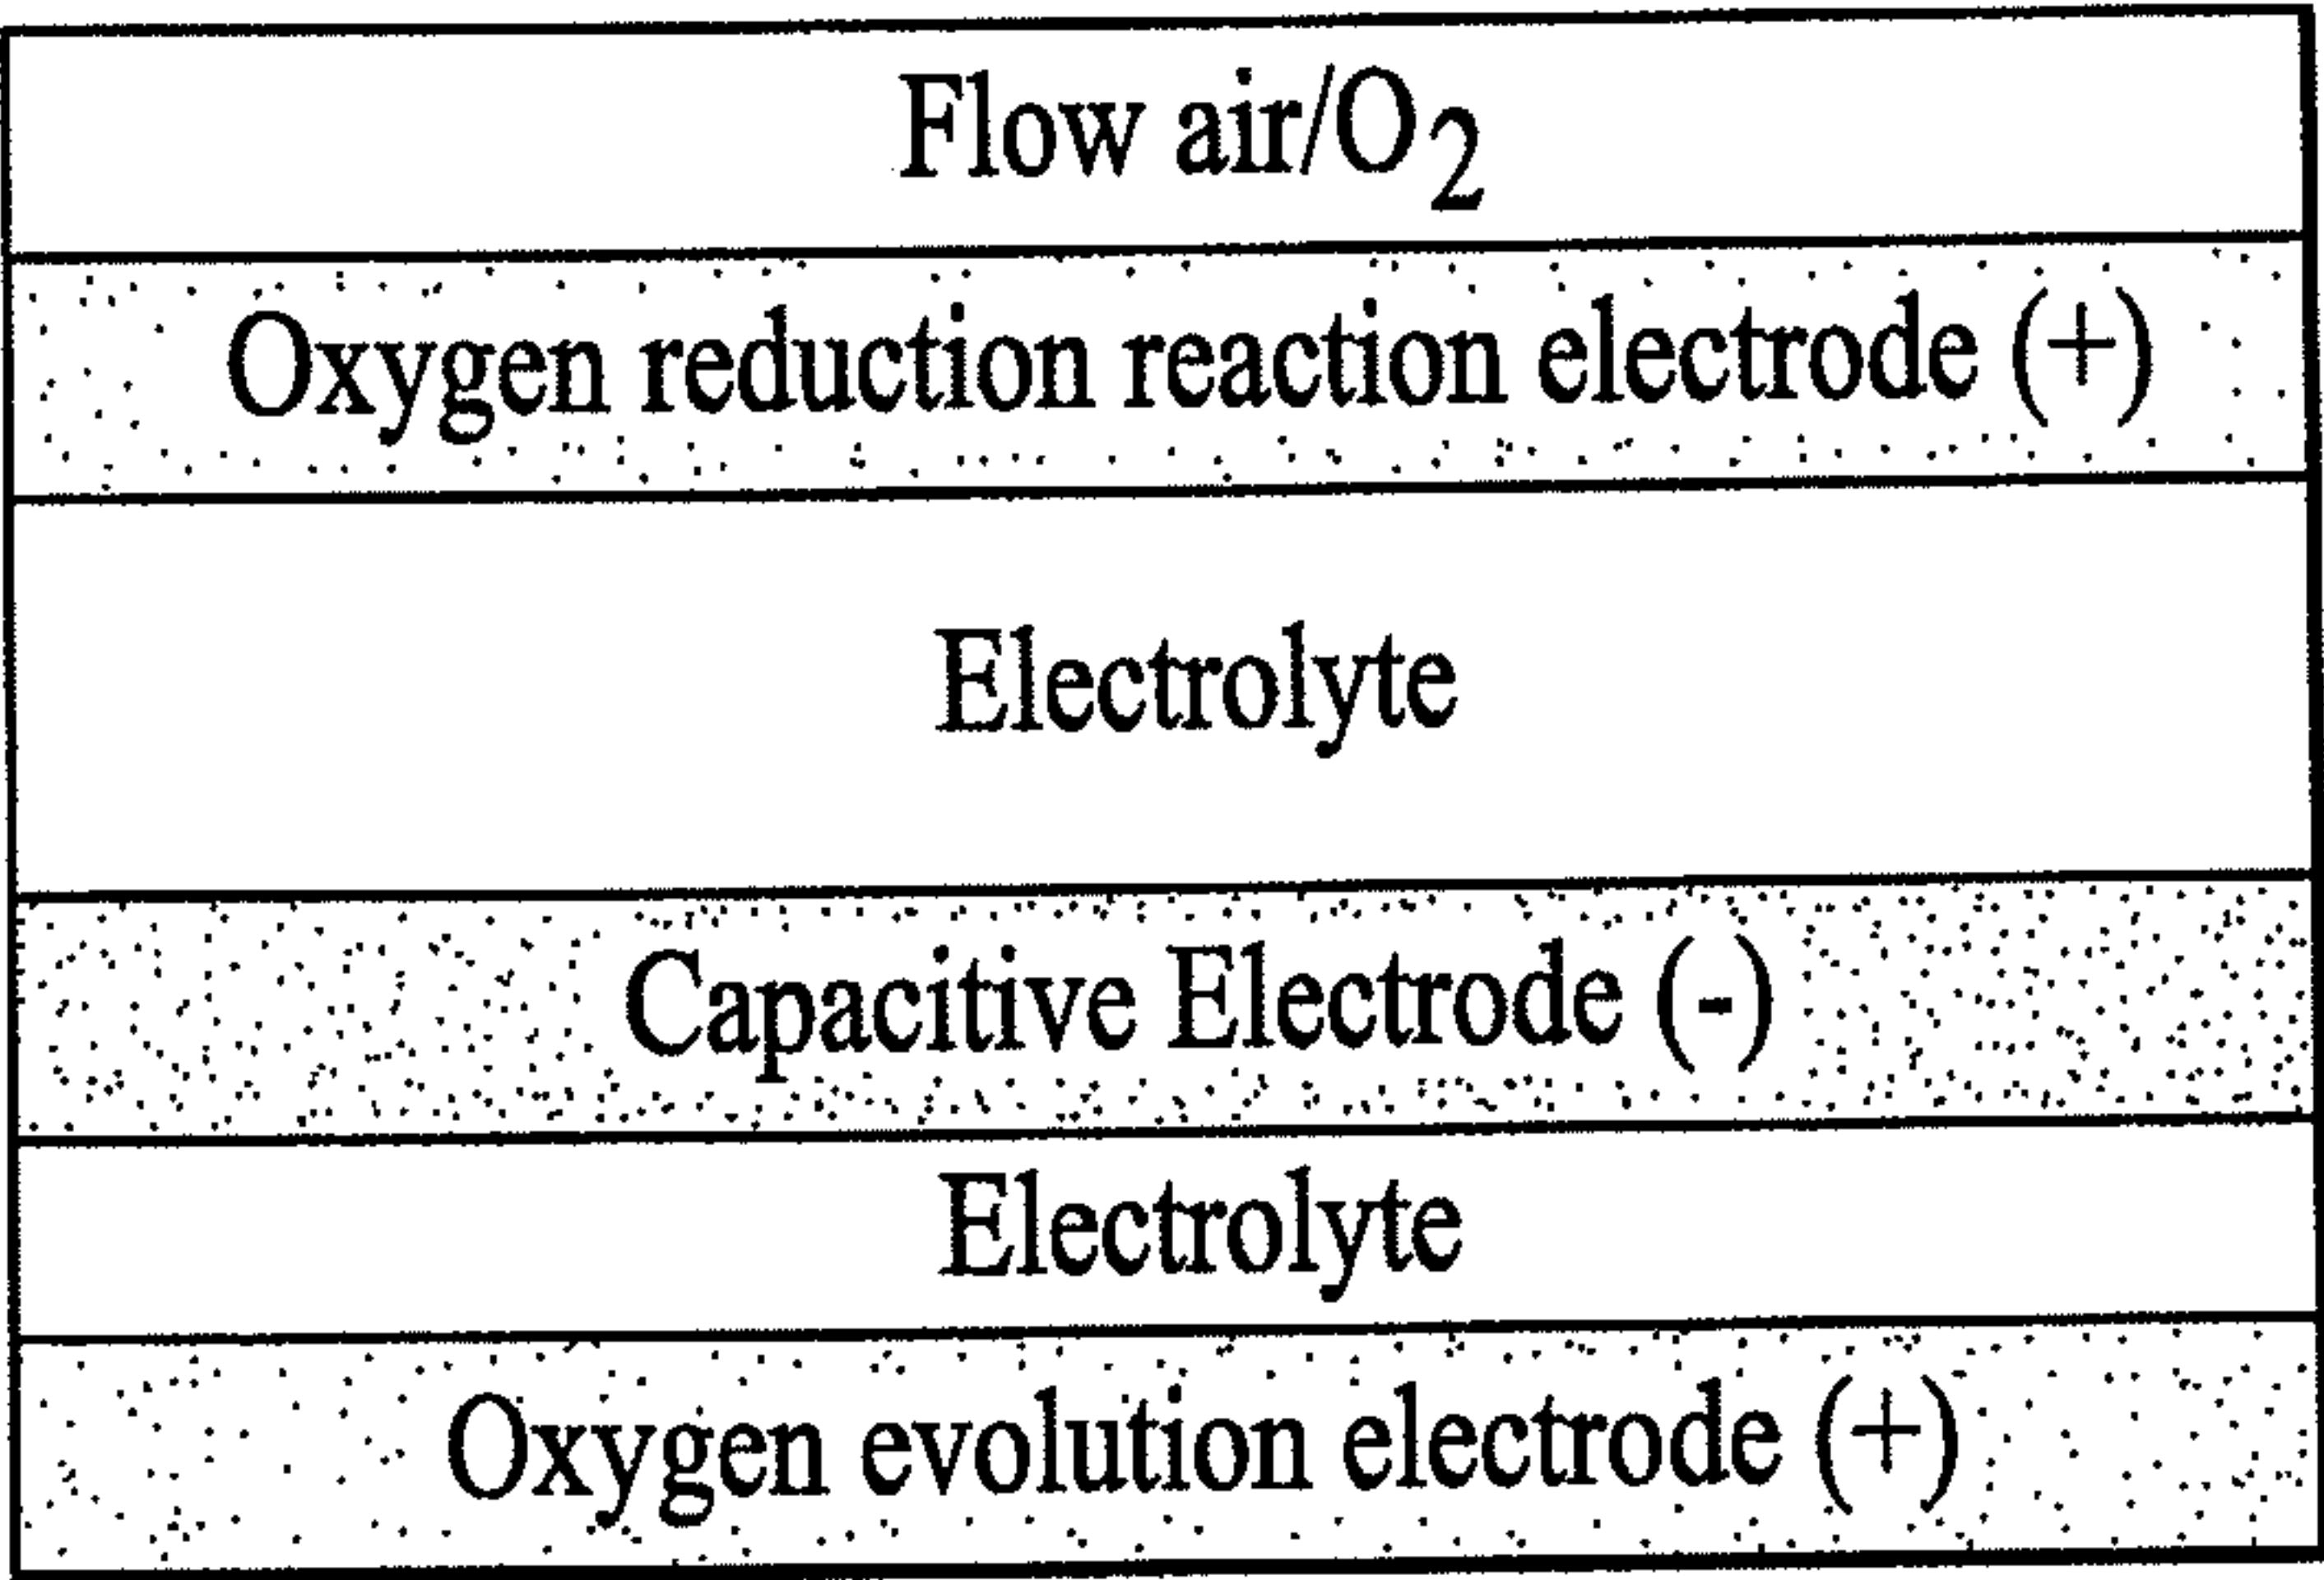 Flow air/O2
Oxygen reduction reaction electrode (+)
Electrolyte
Capacitive Electrode (-)
Electrolyte
Oxygen evolution electrode (+)